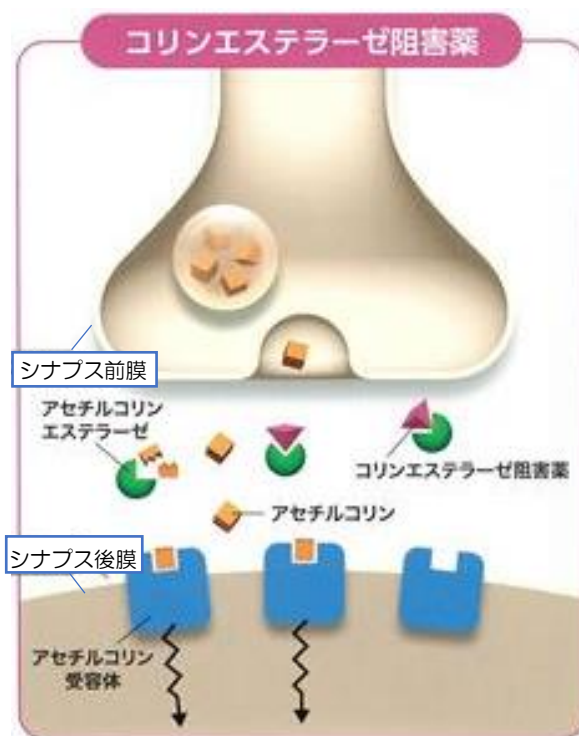 コリンエステラーゼ阻害薬
シナプス前膜
アセチルコリン
エステラーゼ
コリンエステラーゼ阻害薬
アセチルコリン
シナプス後膜
アセチルコリン
受容体